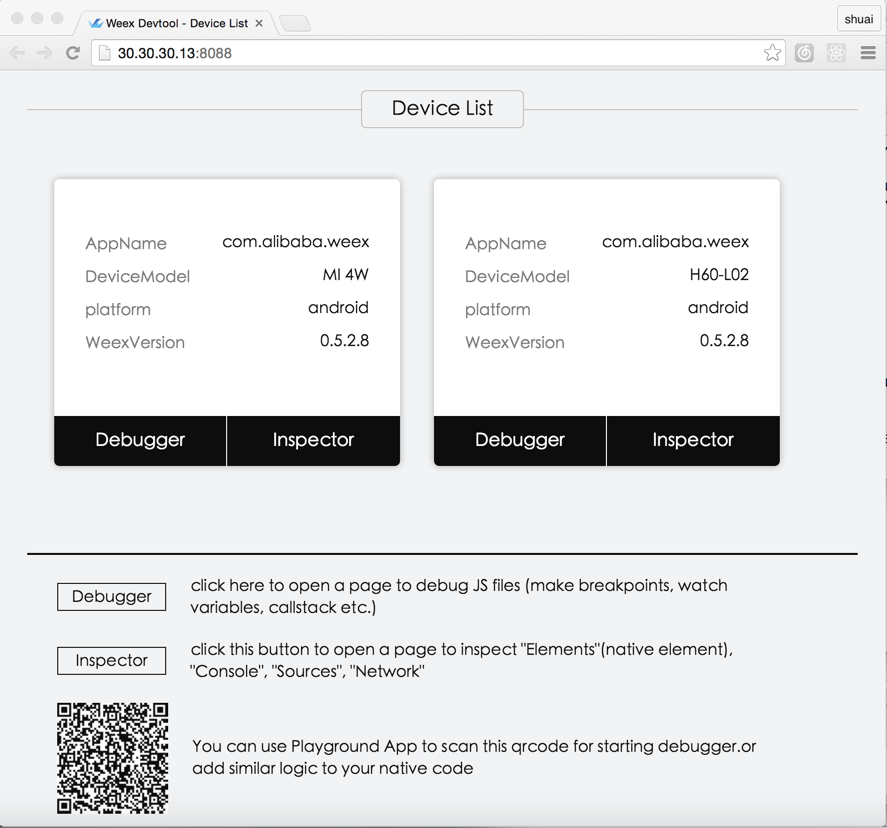 Weex Devtool - Device List
shuai
30.30.30.13:8088
Device List
AppName com.alibaba.weex
DeviceModel MI 4W
platform android
WeexVersion 0.5.2.8
Debugger Inspector
AppName com.alibaba.weex
DeviceModel H60-L02
platform android
WeexVersion 0.5.2.8
Debugger Inspector
Debugger
click here to open a page to debug JS files (make breakpoints, watch
variables, callstack etc.)
Inspector
click this button to open a page to inspect "Elements"(native element),
"Console", "Sources", "Network"
You can use Playground App to scan this qrcode for starting debugger.or
add similar logic to your native code